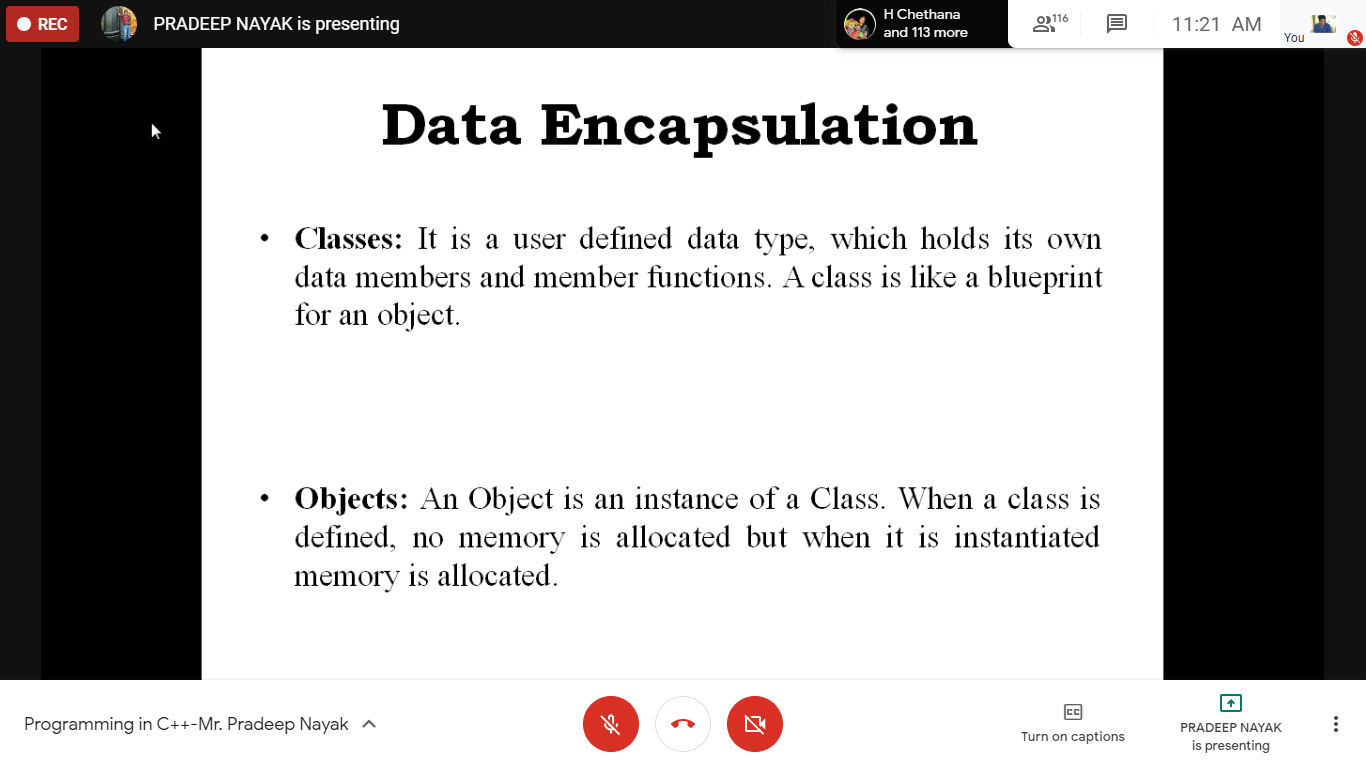 REC
PRADEEP NAYAK is presenting
H Chethana
and 113 more
116
11:21 AM
You
Data Encapsulation
• Classes: It is a user defined data type, which holds its own
data members and member functions. A class is like a blueprint
for an object.
• Objects: An Object is an instance of a Class. When a class is
defined, no memory is allocated but when it is instantiated
memory is allocated.
Programming in C++-Mr. Pradeep Nayak
CC
Turn on captions
PRADEEP NAYAK
is presenting